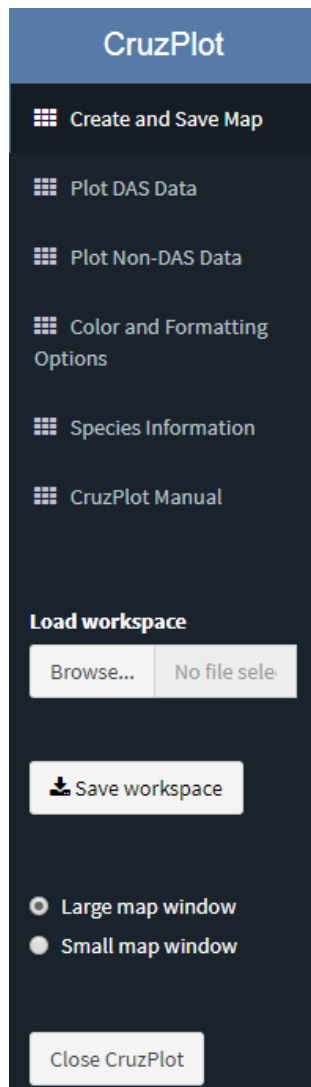 CruzPlot
Create and Save Map
Plot DAS Data
Plot Non-DAS Data
Color and Formatting
Options
Species Information
CruzPlot Manual
Load workspace
Browse... No file sele
Save workspace
Large map window
Small map window
Close CruzPlot